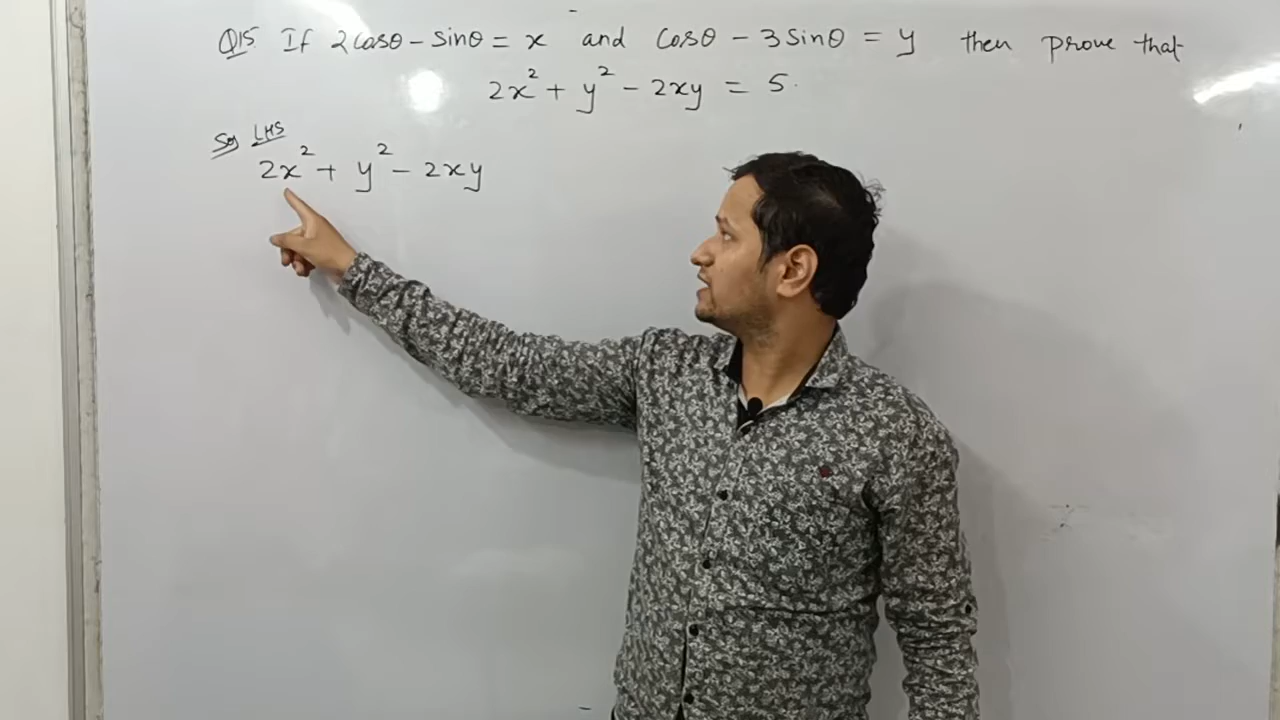 Q15. If 2cosθ - sinθ = x and cosθ - 3sinθ = y then prove that
2x² + y² - 2xy = 5.
Sol LHS
2x² + y² - 2xy